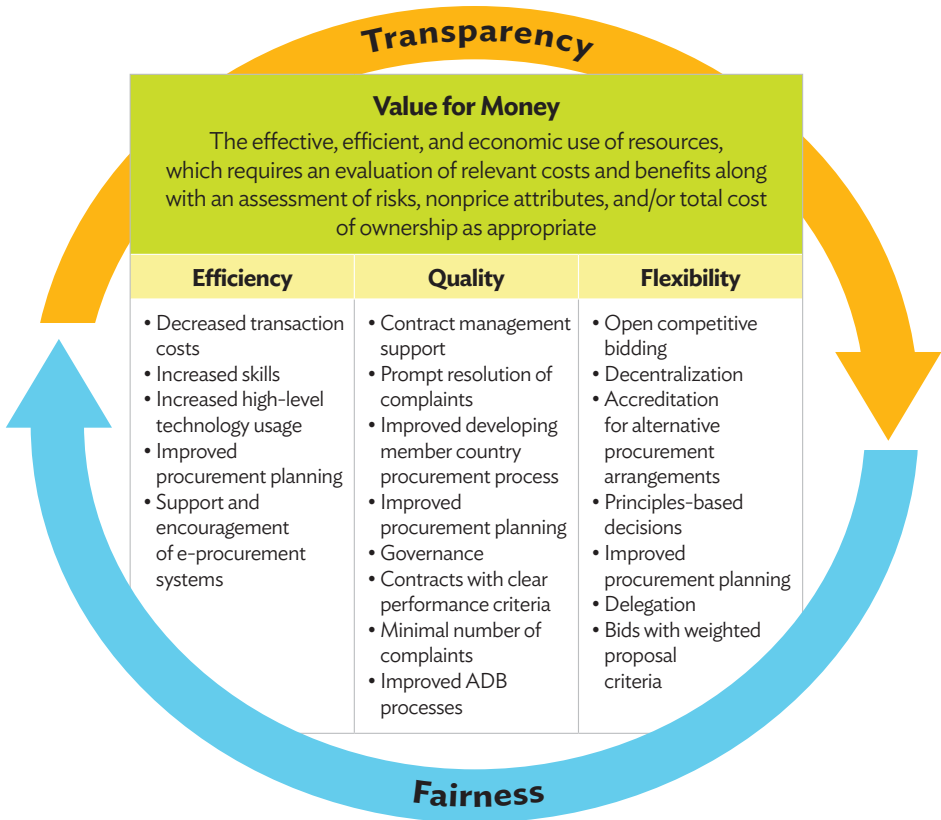 Transparency
Value for Money
The effective, efficient, and economic use of resources,
which requires an evaluation of relevant costs and benefits along
with an assessment of risks, nonprice attributes, and/or total cost
of ownership as appropriate
Efficiency
• Decreased transaction
costs
• Increased skills
• Increased high-level
technology usage
• Improved
procurement planning
• Support and
encouragement
of e-procurement
systems
Quality
• Contract management
support
• Prompt resolution of
complaints
• Improved developing
member country
procurement process
• Improved
procurement planning
• Governance
• Contracts with clear
performance criteria
• Minimal number of
complaints
• Improved ADB
processes
Flexibility
• Open competitive
bidding
• Decentralization
• Accreditation
for alternative
procurement
arrangements
• Principles-based
decisions
• Improved
procurement planning
• Delegation
• Bids with weighted
proposal
criteria
Fairness